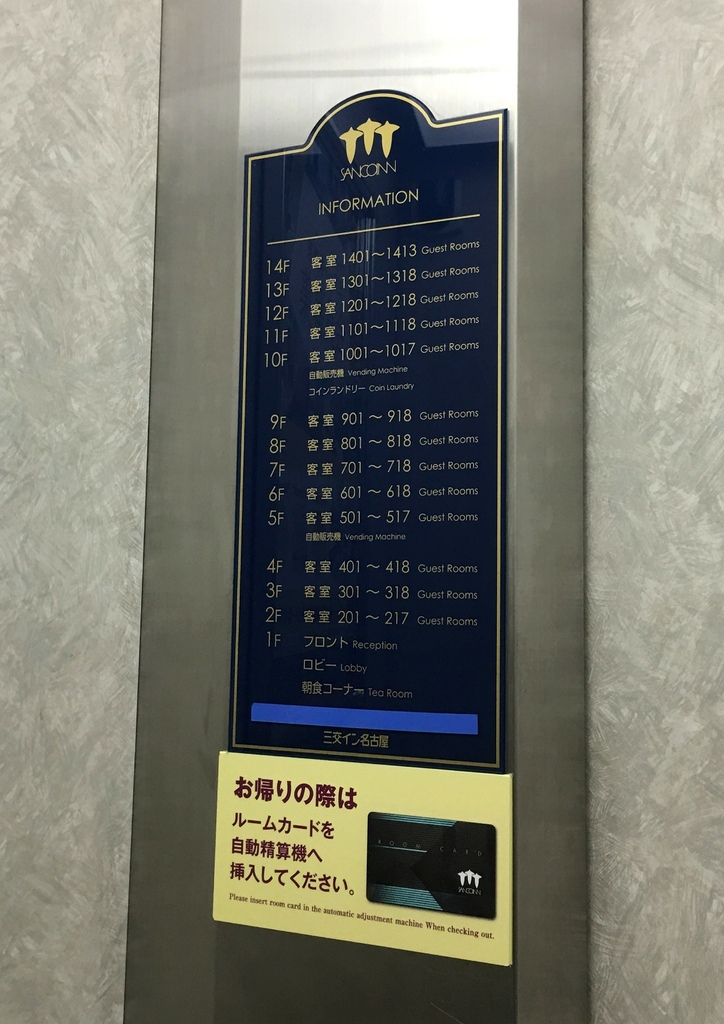 SANCOINN
INFORMATION
14F 客室 1401～1413 Guest Rooms
13F 客室 1301～1318 Guest Rooms
12F 客室 1201～1218 Guest Rooms
11F 客室 1101～1118 Guest Rooms
10F 客室 1001～1017 Guest Rooms
自動販売機 Vending Machine
コインランドリー Coin Laundry
9F 客室 901 ～ 918 Guest Rooms
8F 客室 801 ～ 818 Guest Rooms
7F 客室 701 ～ 718 Guest Rooms
6F 客室 601 ～ 618 Guest Rooms
5F 客室 501 ～ 517 Guest Rooms
自動販売機 Vending Machine
4F 客室 401 ～ 418 Guest Rooms
3F 客室 301 ～ 318 Guest Rooms
2F 客室 201 ～ 217 Guest Rooms
1F フロント Reception
ロビー Lobby
朝食コーナー Tea Room
三交イン名古屋
お帰りの際は
ルームカードを
自動精算機へ
挿入してください。
ROOM CARD
SANCOINN
Please insert room card in the automatic adjustment machine When checking out.